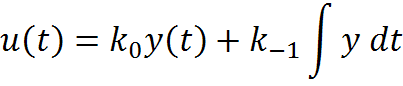 u(t) = k₀y(t) + k₋₁ ∫ y dt